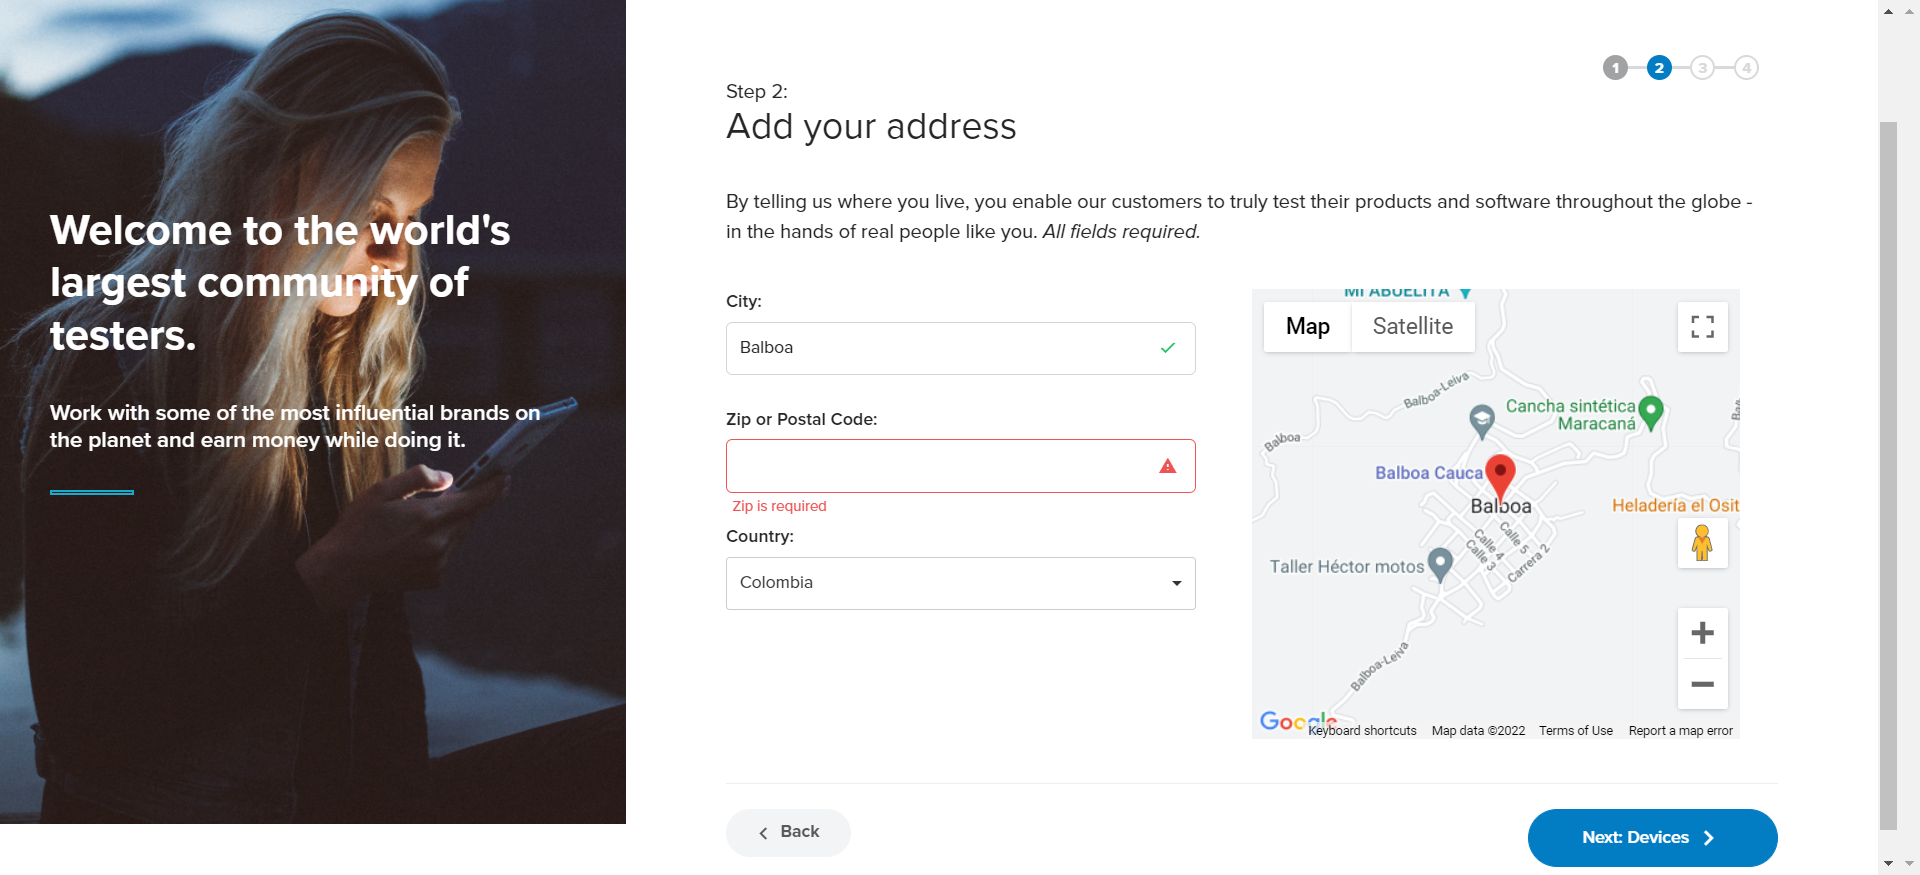 Welcome to the world's
largest community of
testers.
Work with some of the most influential brands on
the planet and earn money while doing it.
1
2
3
4
Step 2:
Add your address
By telling us where you live, you enable our customers to truly test their products and software throughout the globe -
in the hands of real people like you. All fields required.
City:
Balboa
Zip or Postal Code:
Zip is required
Country:
Colombia
MI ABUELITA
Map
Satellite
Balboa-Leiva
Cancha sintética
Maracaná
Balboa
Balboa Cauca
Balboa
Heladería el Osit
Calle 5
Calle 4
Calle 3
Carrera 2
Taller Héctor motos
Balboa-Leiva
Google
Keyboard shortcuts
Map data ©2022
Terms of Use
Report a map error
Back
Next: Devices